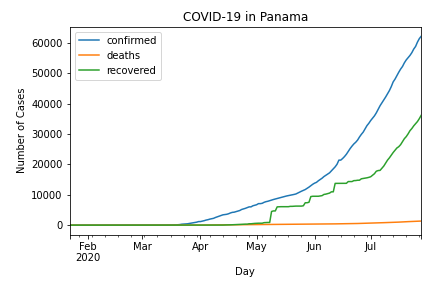 COVID-19 in Panama
confirmed
deaths
recovered
Number of Cases
60000
50000
40000
30000
20000
10000
0
Feb Mar Apr May Jun Jul
2020
Day